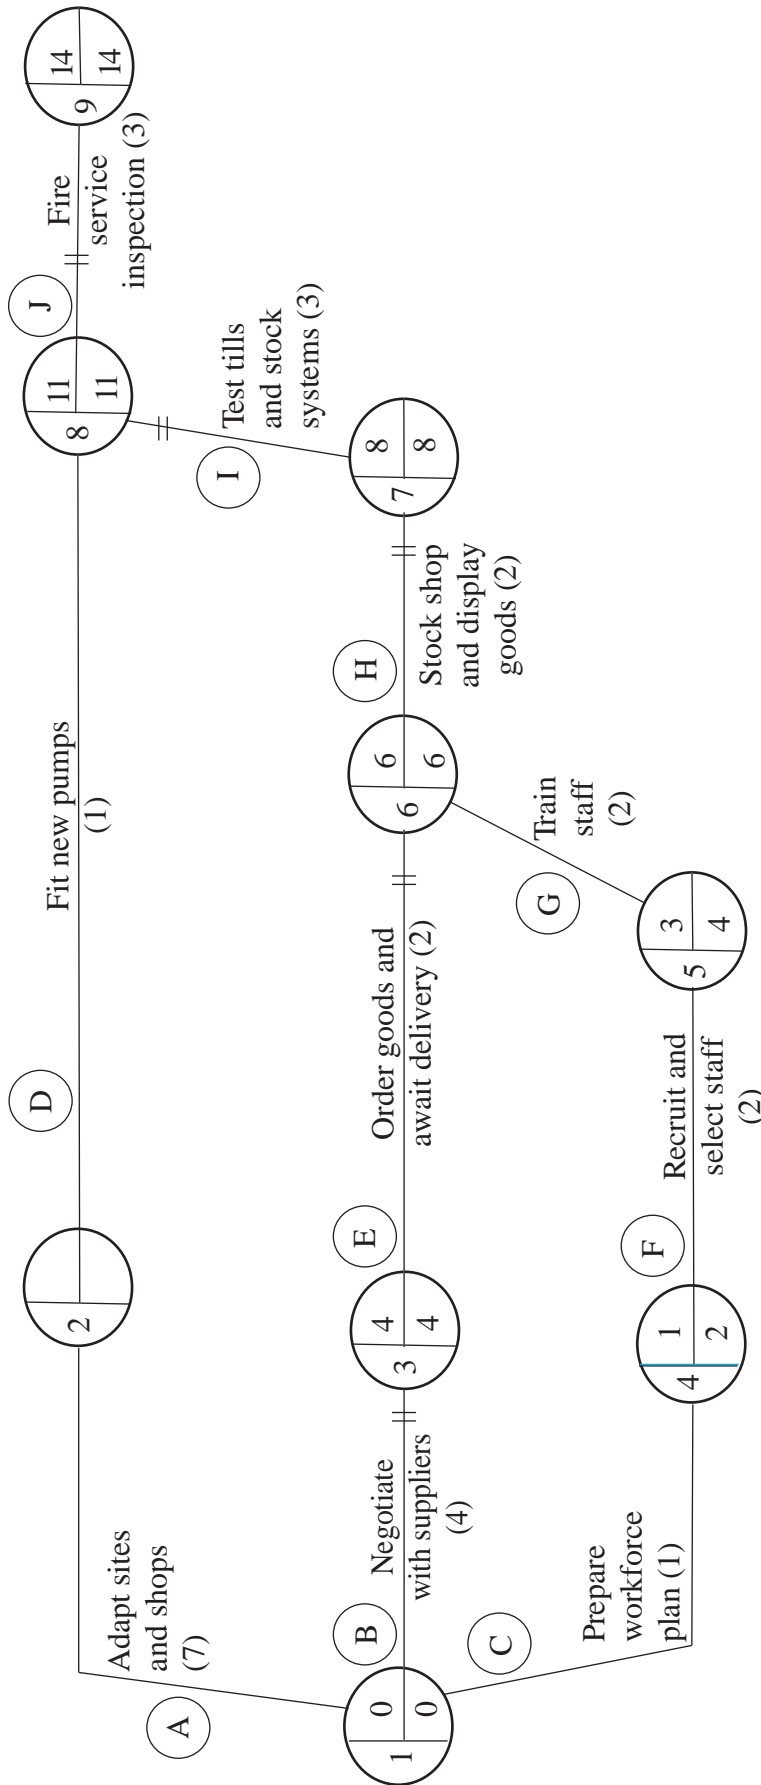 A
Adapt sites
and shops
(7)
2
D
Fit new pumps
(1)
8
11
11
J
Fire
service
inspection (3)
9
14
14
1
0
0
B
Negotiate
with suppliers
(4)
3
4
4
E
Order goods and
await delivery (2)
6
6
6
H
Stock shop
and display
goods (2)
7
8
8
I
Test tills
and stock
systems (3)
C
Prepare
workforce
plan (1)
4
1
2
F
Recruit and
select staff
(2)
5
3
4
G
Train
staff
(2)